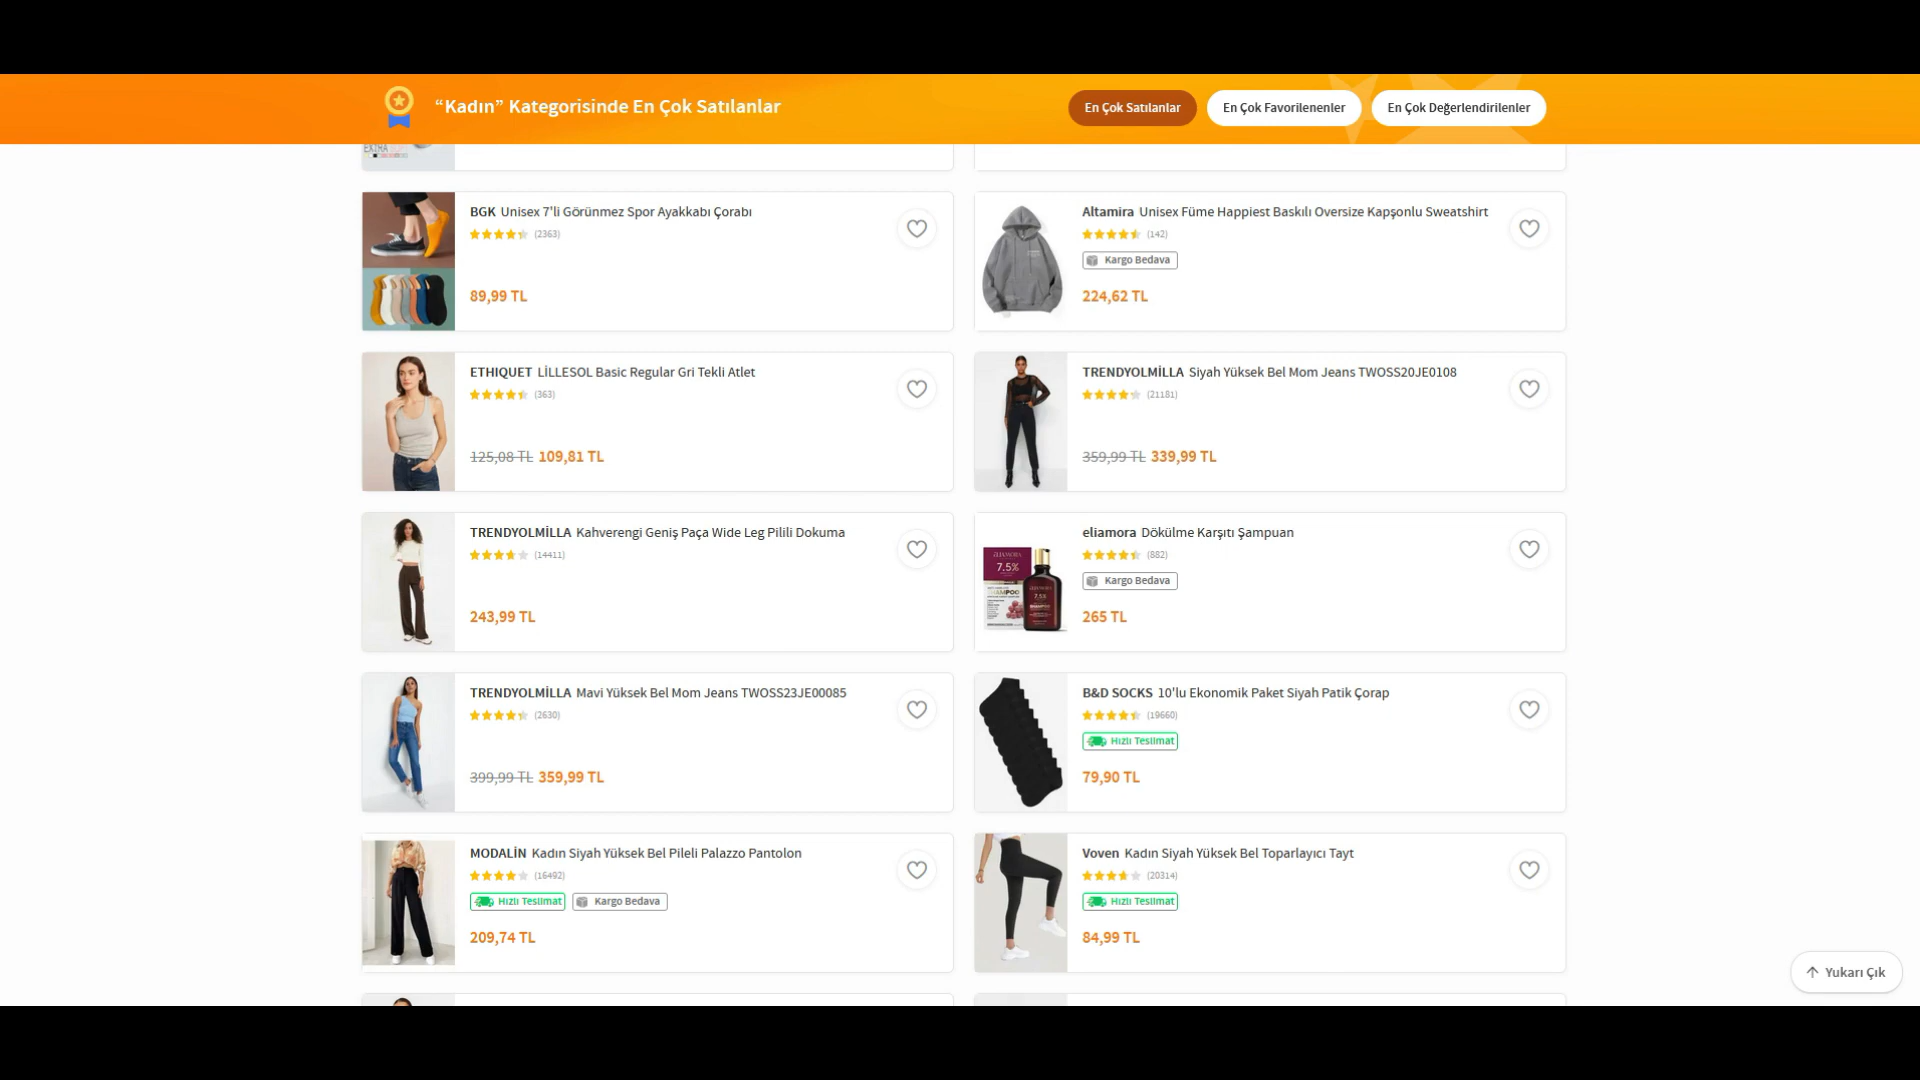 “Kadın” Kategorisinde En Çok Satılanlar
En Çok Satılanlar
En Çok Favorilenenler
En Çok Değerlendirilenler
EXTRA
BGK Unisex 7'li Görünmez Spor Ayakkabı Çorabı
(2363)
89,99 TL
Altamira Unisex Füme Happiest Baskılı Oversize Kapşonlu Sweatshirt
(142)
Kargo Bedava
224,62 TL
ETHIQUET LİLLESOL Basic Regular Gri Tekli Atlet
(363)
125,08 TL 109,81 TL
TRENDYOLMİLLA Siyah Yüksek Bel Mom Jeans TWOSS20JE0108
(21181)
359,99 TL 339,99 TL
TRENDYOLMİLLA Kahverengi Geniş Paça Wide Leg Pilili Dokuma
(14411)
243,99 TL
eliamora Dökülme Karşıtı Şampuan
(882)
Kargo Bedava
265 TL
7.5%
SHAMPOO
TRENDYOLMİLLA Mavi Yüksek Bel Mom Jeans TWOSS23JE00085
(2630)
399,99 TL 359,99 TL
B&D SOCKS 10'lu Ekonomik Paket Siyah Patik Çorap
(19660)
Hızlı Teslimat
79,90 TL
MODALİN Kadın Siyah Yüksek Bel Pileli Palazzo Pantolon
(16492)
Hızlı Teslimat Kargo Bedava
209,74 TL
Voven Kadın Siyah Yüksek Bel Toparlayıcı Tayt
(20314)
Hızlı Teslimat
84,99 TL
Yukarı Çık